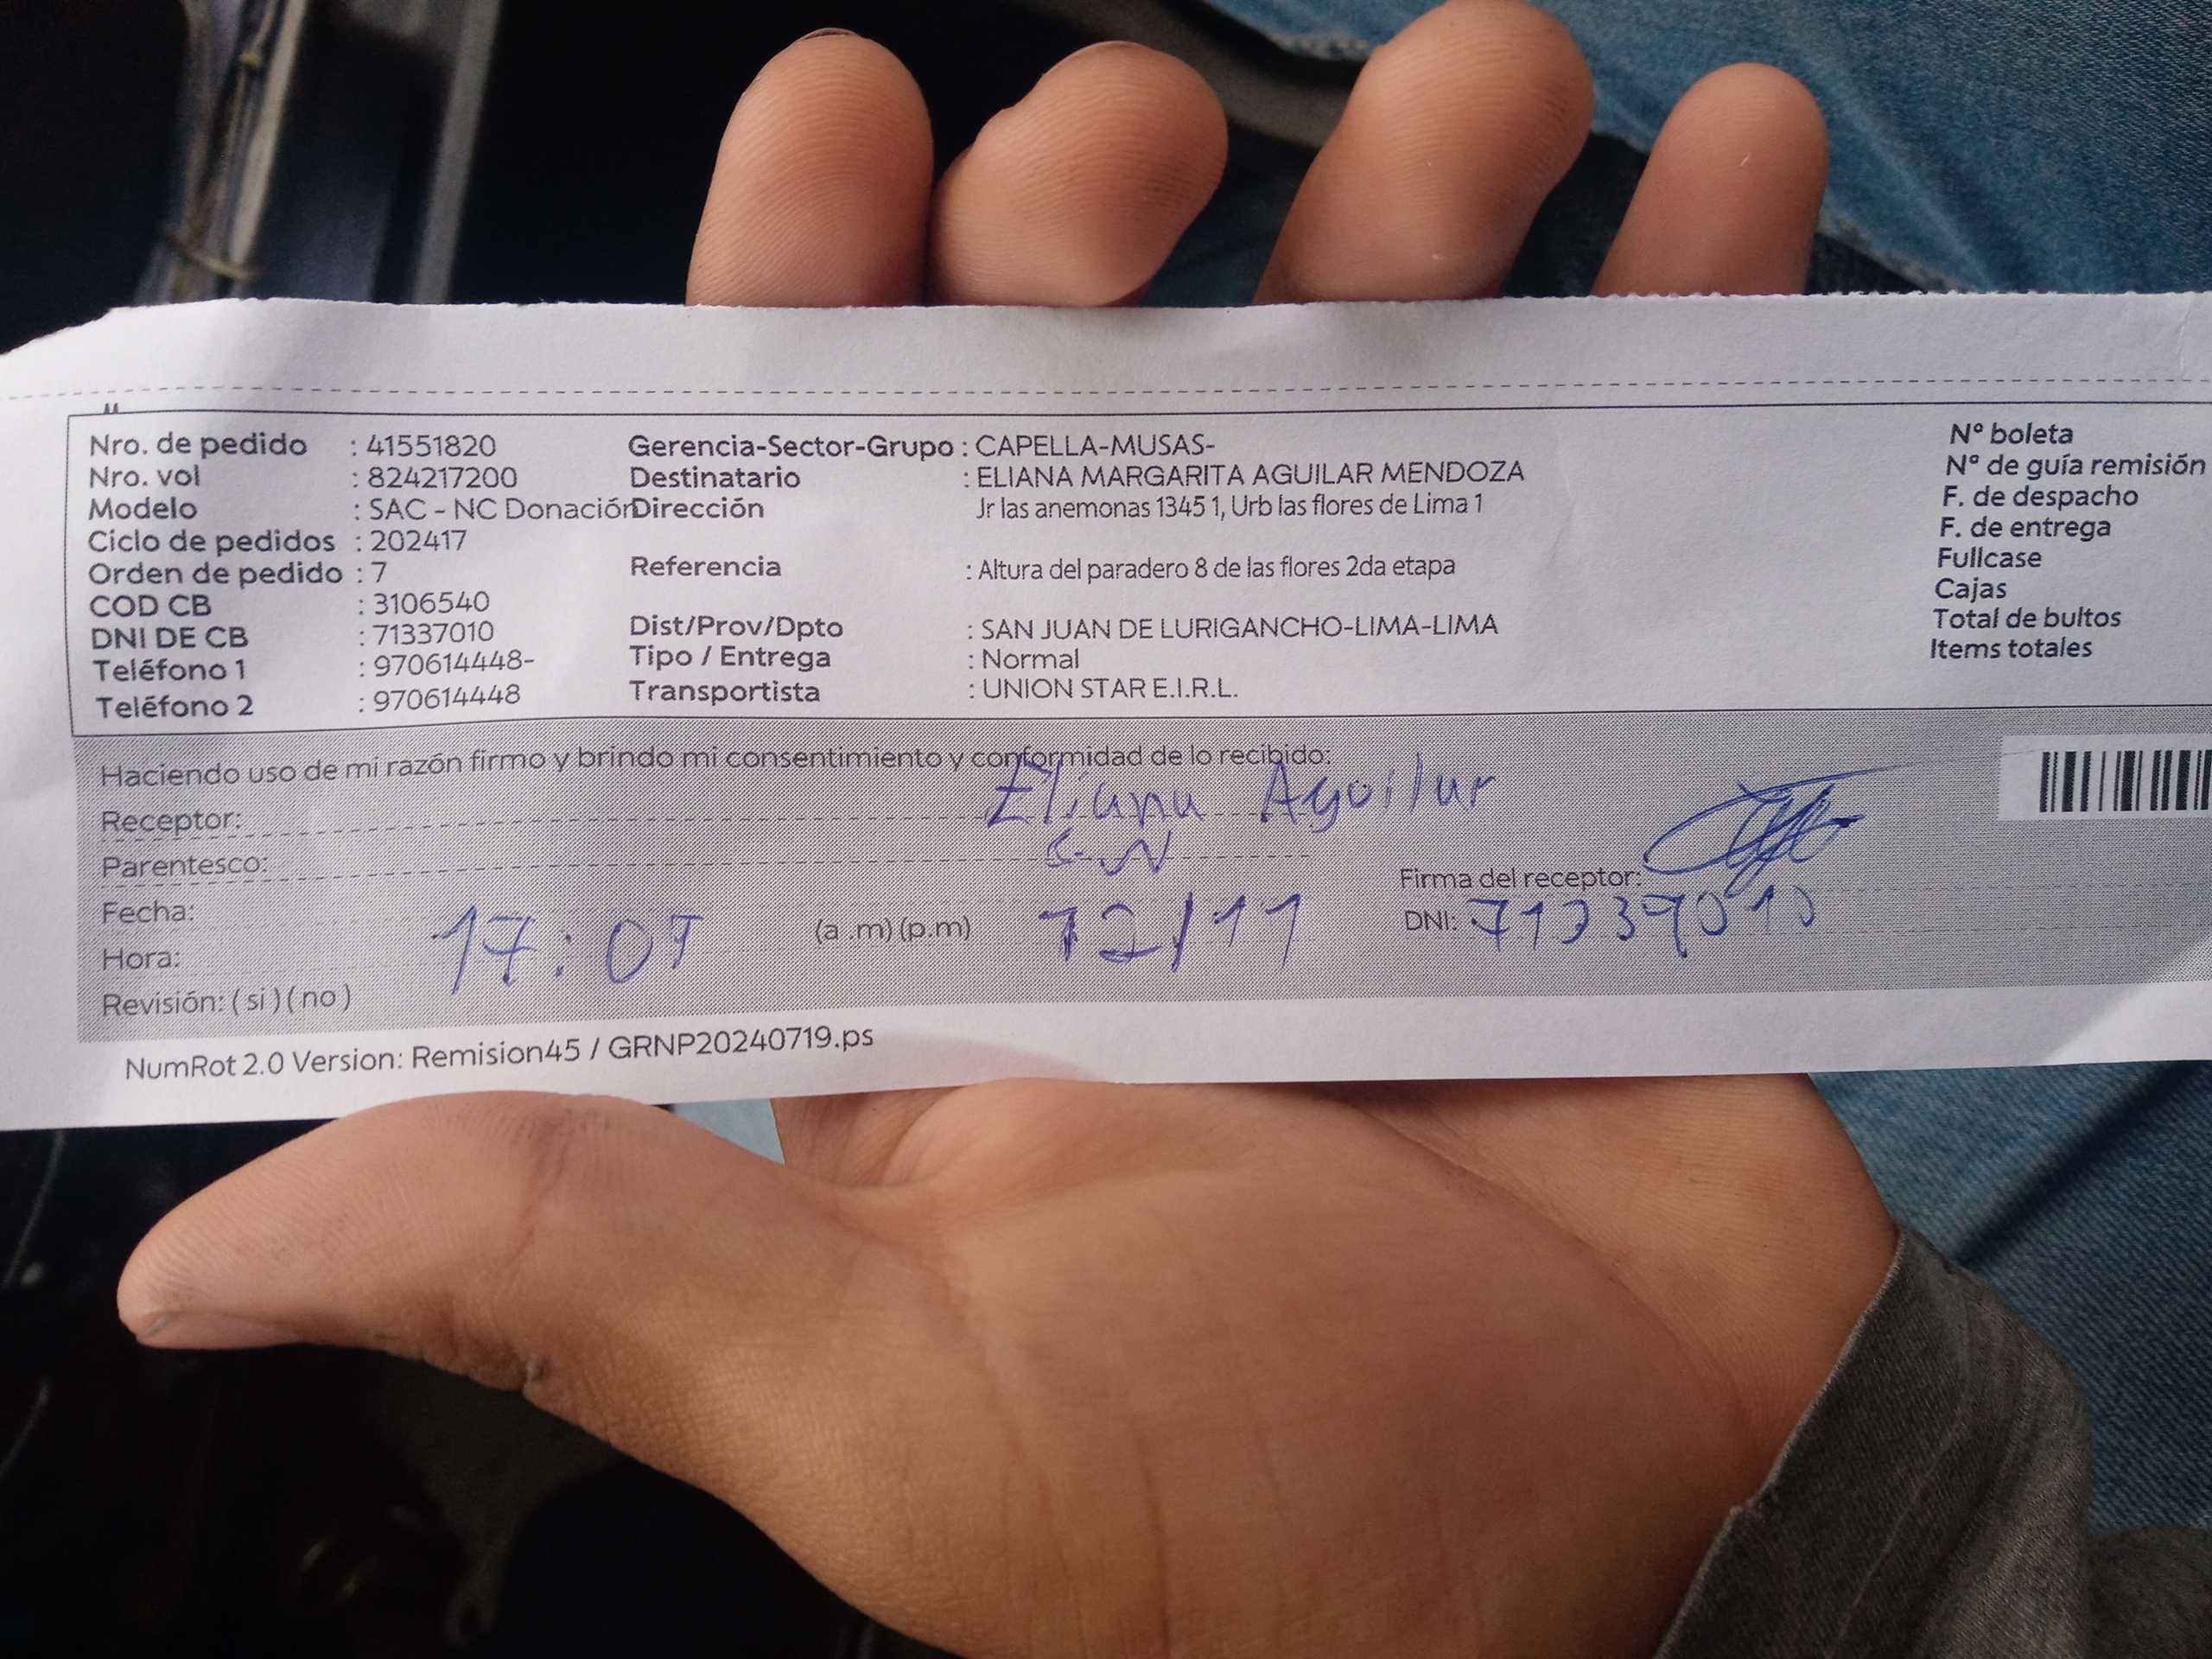 Nro. de pedido : 41551820
Nro. vol : 824217200
Modelo : SAC - NC Donación
Ciclo de pedidos : 202417
Orden de pedido : 7
COD CB : 3106540
DNI DE CB : 71337010
Teléfono 1 : 970614448-
Teléfono 2 : 970614448
Gerencia-Sector-Grupo : CAPELLA-MUSAS-
Destinatario : ELIANA MARGARITA AGUILAR MENDOZA
Dirección Jr las anemonas 1345 1, Urb las flores de Lima 1
Referencia : Altura del paradero 8 de las flores 2da etapa
Dist/Prov/Dpto : SAN JUAN DE LURIGANCHO-LIMA-LIMA
Tipo / Entrega : Normal
Transportista : UNION STAR E.I.R.L.
N° boleta
N° de guía remisión
F. de despacho
F. de entrega
Fullcase
Cajas
Total de bultos
Items totales
Haciendo uso de mi razón firmo y brindo mi consentimiento y conformidad de lo recibido:
Receptor: Eliana Aguilar
Parentesco:
Firma del receptor:
Fecha: 12/11
DNI:
Hora: (a .m) (p.m)
Revisión: ( si ) ( no )
NumRot 2.0 Version: Remision45 / GRNP20240719.ps